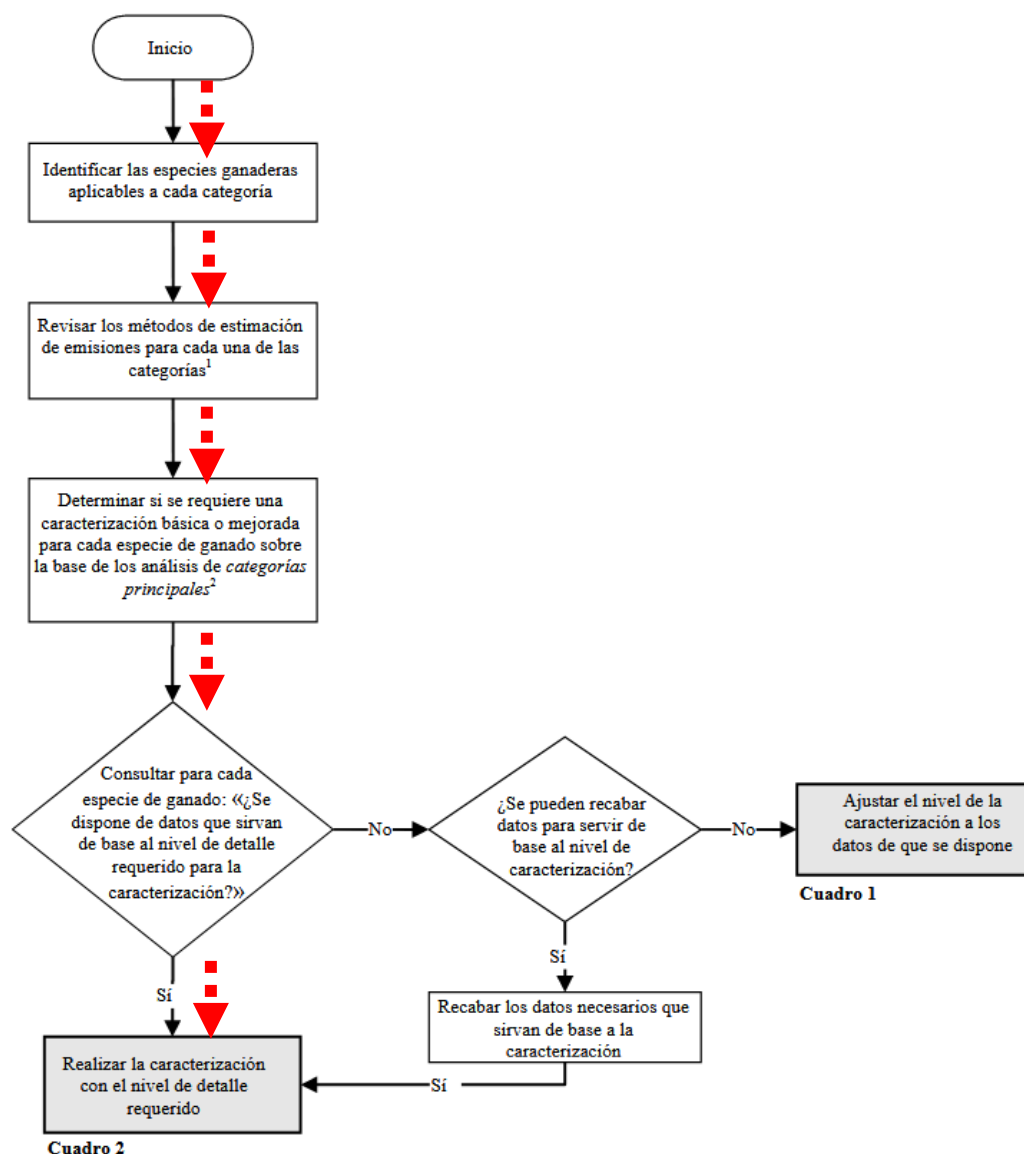 Inicio
Identificar las especies ganaderas
aplicables a cada categoría
Revisar los métodos de estimación
de emisiones para cada una de las
categorías¹
Determinar si se requiere una
caracterización básica o mejorada
para cada especie de ganado sobre
la base de los análisis de categorías
principales²
Consultar para cada
especie de ganado: «¿Se
dispone de datos que sirvan
de base al nivel de detalle
requerido para la
caracterización?»
No
¿Se pueden recabar
datos para servir de
base al nivel de
caracterización?
No
Ajustar el nivel de la
caracterización a los
datos de que se dispone
Cuadro 1
Sí
Recabar los datos necesarios que
sirvan de base a la
caracterización
Sí
Sí
Realizar la caracterización
con el nivel de detalle
requerido
Cuadro 2